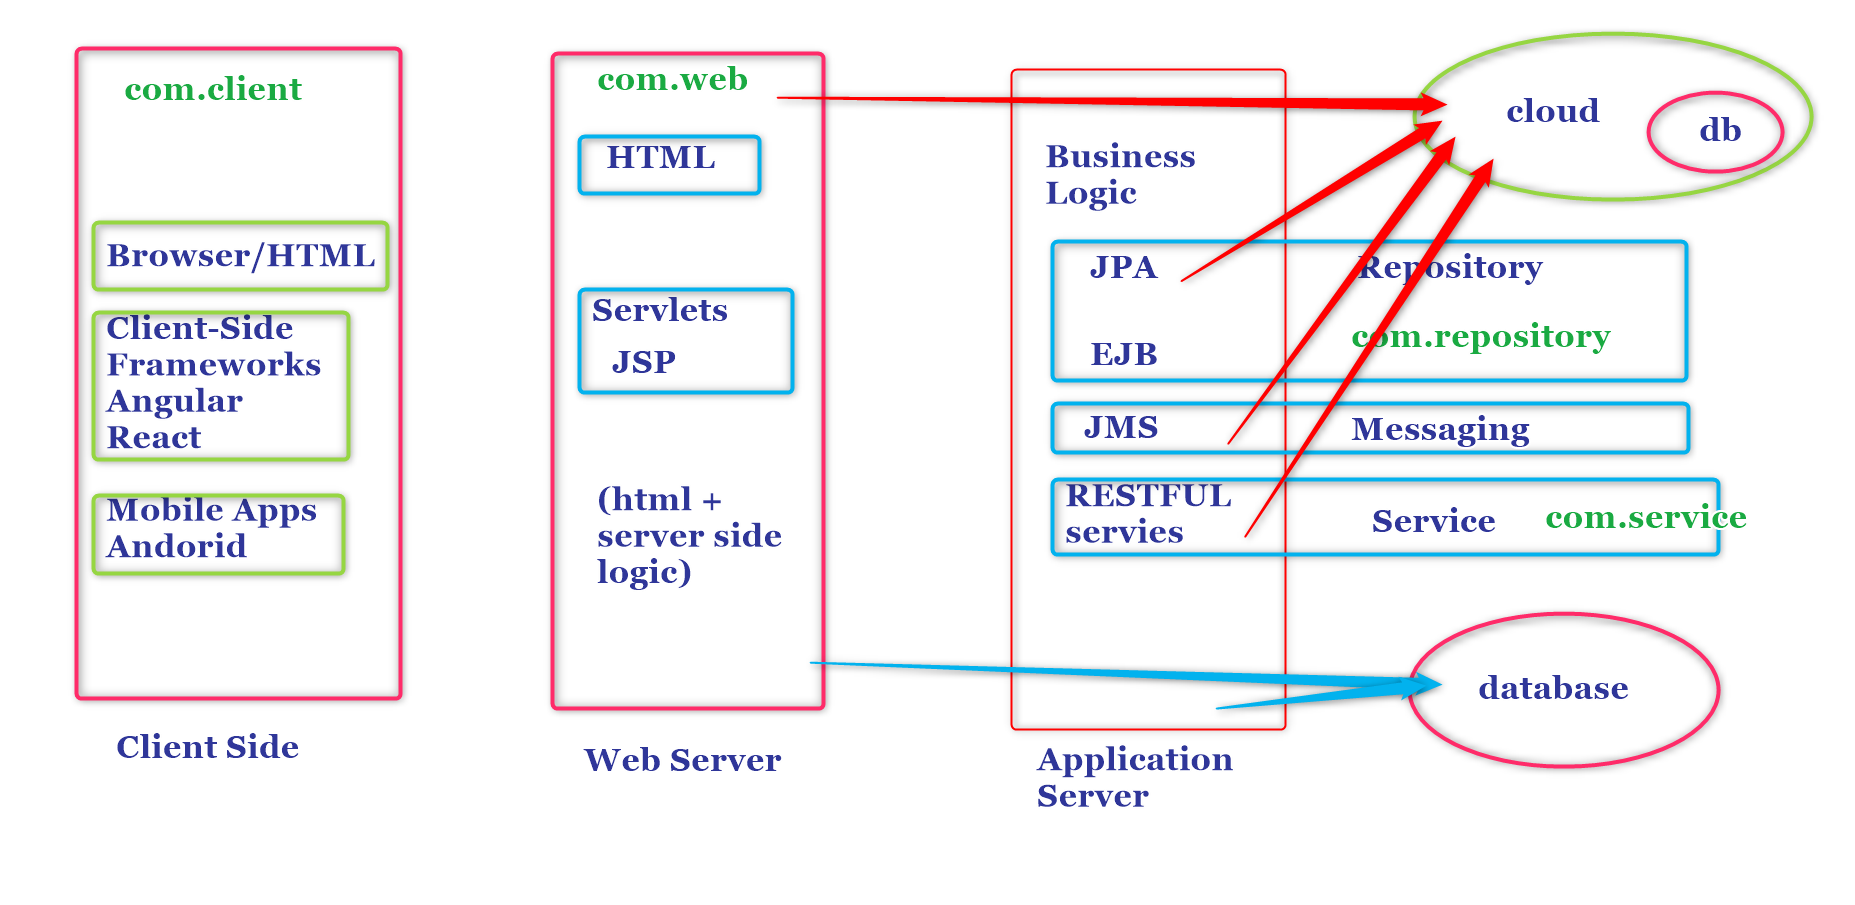 com.client
Browser/HTML
Client-Side
Frameworks
Angular
React
Mobile Apps
Andorid
Client Side
com.web
HTML
Servlets
JSP
(html +
server side
logic)
Web Server
Business
Logic
JPA
Repository
EJB
com.repository
JMS
Messaging
RESTFUL
servies
Service
com.service
Application
Server
cloud
db
database